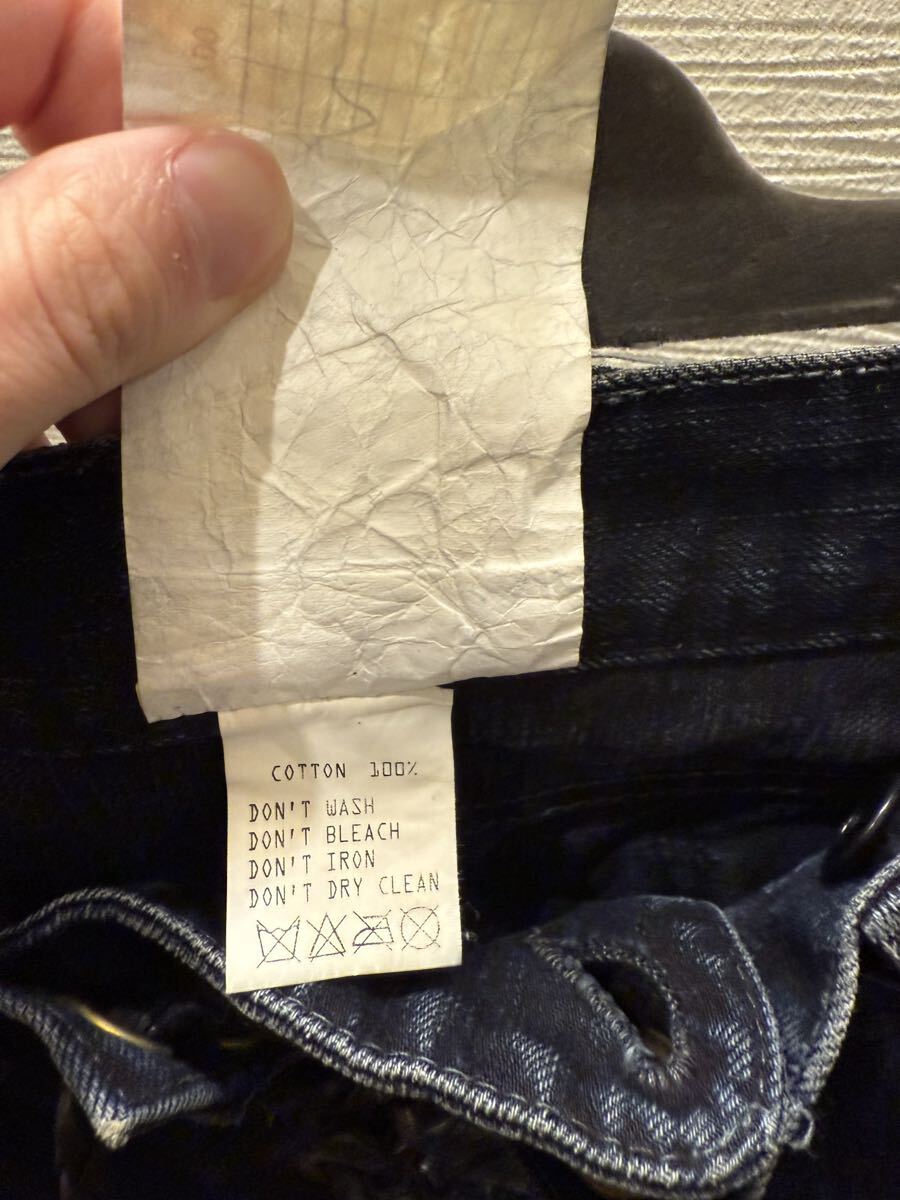 COTTON 100%
DON'T WASH
DON'T BLEACH
DON'T IRON
DON'T DRY CLEAN